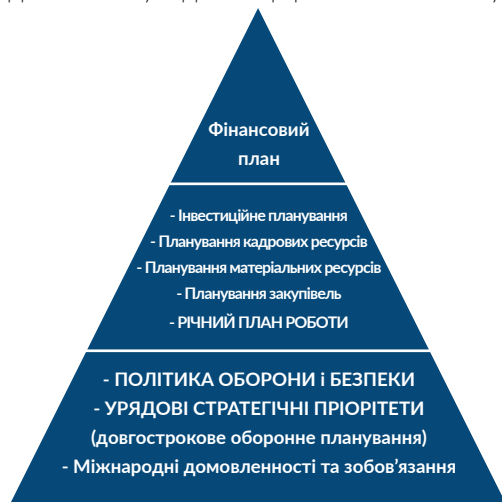 Фінансовий
план
- Інвестиційне планування
- Планування кадрових ресурсів
- Планування матеріальних ресурсів
- Планування закупівель
- РІЧНИЙ ПЛАН РОБОТИ
- ПОЛІТИКА ОБОРОНИ і БЕЗПЕКИ
- УРЯДОВІ СТРАТЕГІЧНІ ПРІОРІТЕТИ
(довгострокове оборонне планування)
- Міжнародні домовленості та зобов’язання